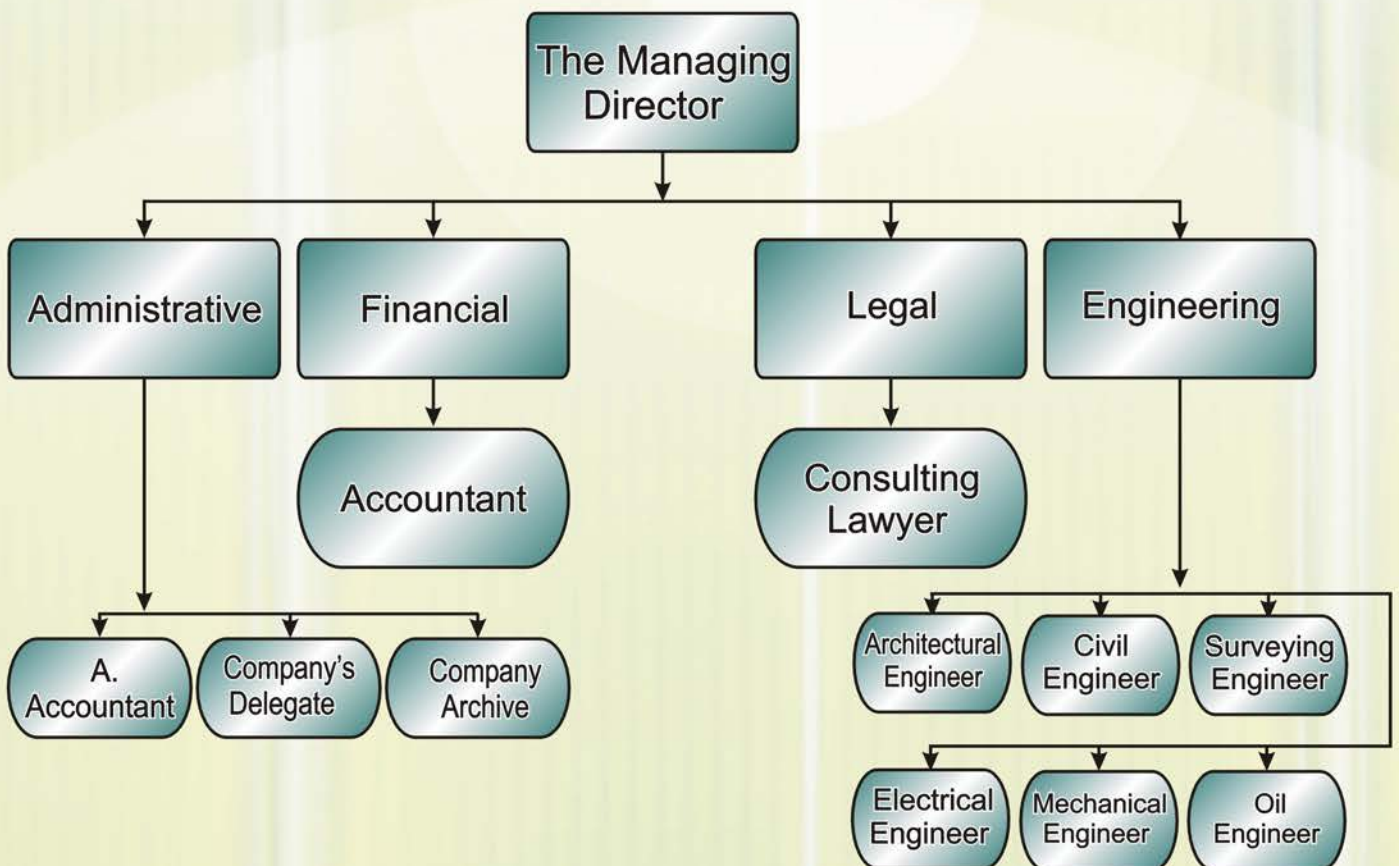 The Managing
Director
Administrative
Financial
Legal
Engineering
Accountant
Consulting
Lawyer
A.
Accountant
Company's
Delegate
Company
Archive
Architectural
Engineer
Civil
Engineer
Surveying
Engineer
Electrical
Engineer
Mechanical
Engineer
Oil
Engineer